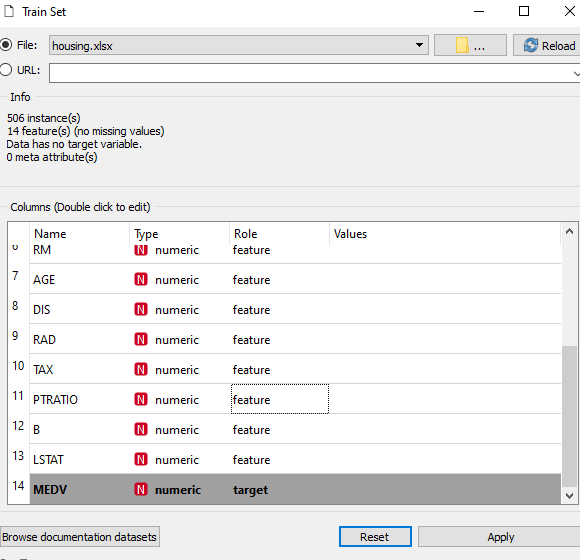 Train Set
File: housing.xlsx ... Reload
URL:
Info
506 instance(s)
14 feature(s) (no missing values)
Data has no target variable.
0 meta attribute(s)
Columns (Double click to edit)
Name Type Role Values
6 RM N numeric feature
7 AGE N numeric feature
8 DIS N numeric feature
9 RAD N numeric feature
10 TAX N numeric feature
11 PTRATIO N numeric feature
12 B N numeric feature
13 LSTAT N numeric feature
14 MEDV N numeric target
Browse documentation datasets Reset Apply